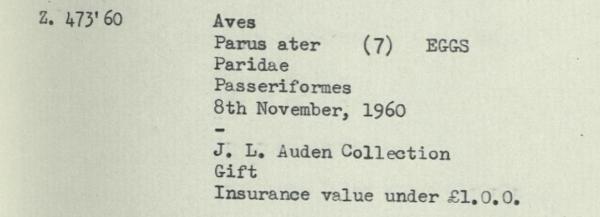 Z. 473'60 Aves
Parus ater (7) EGGS
Paridae
Passeriformes
8th November, 1960
-
J. L. Auden Collection
Gift
Insurance value under £1.0.0.